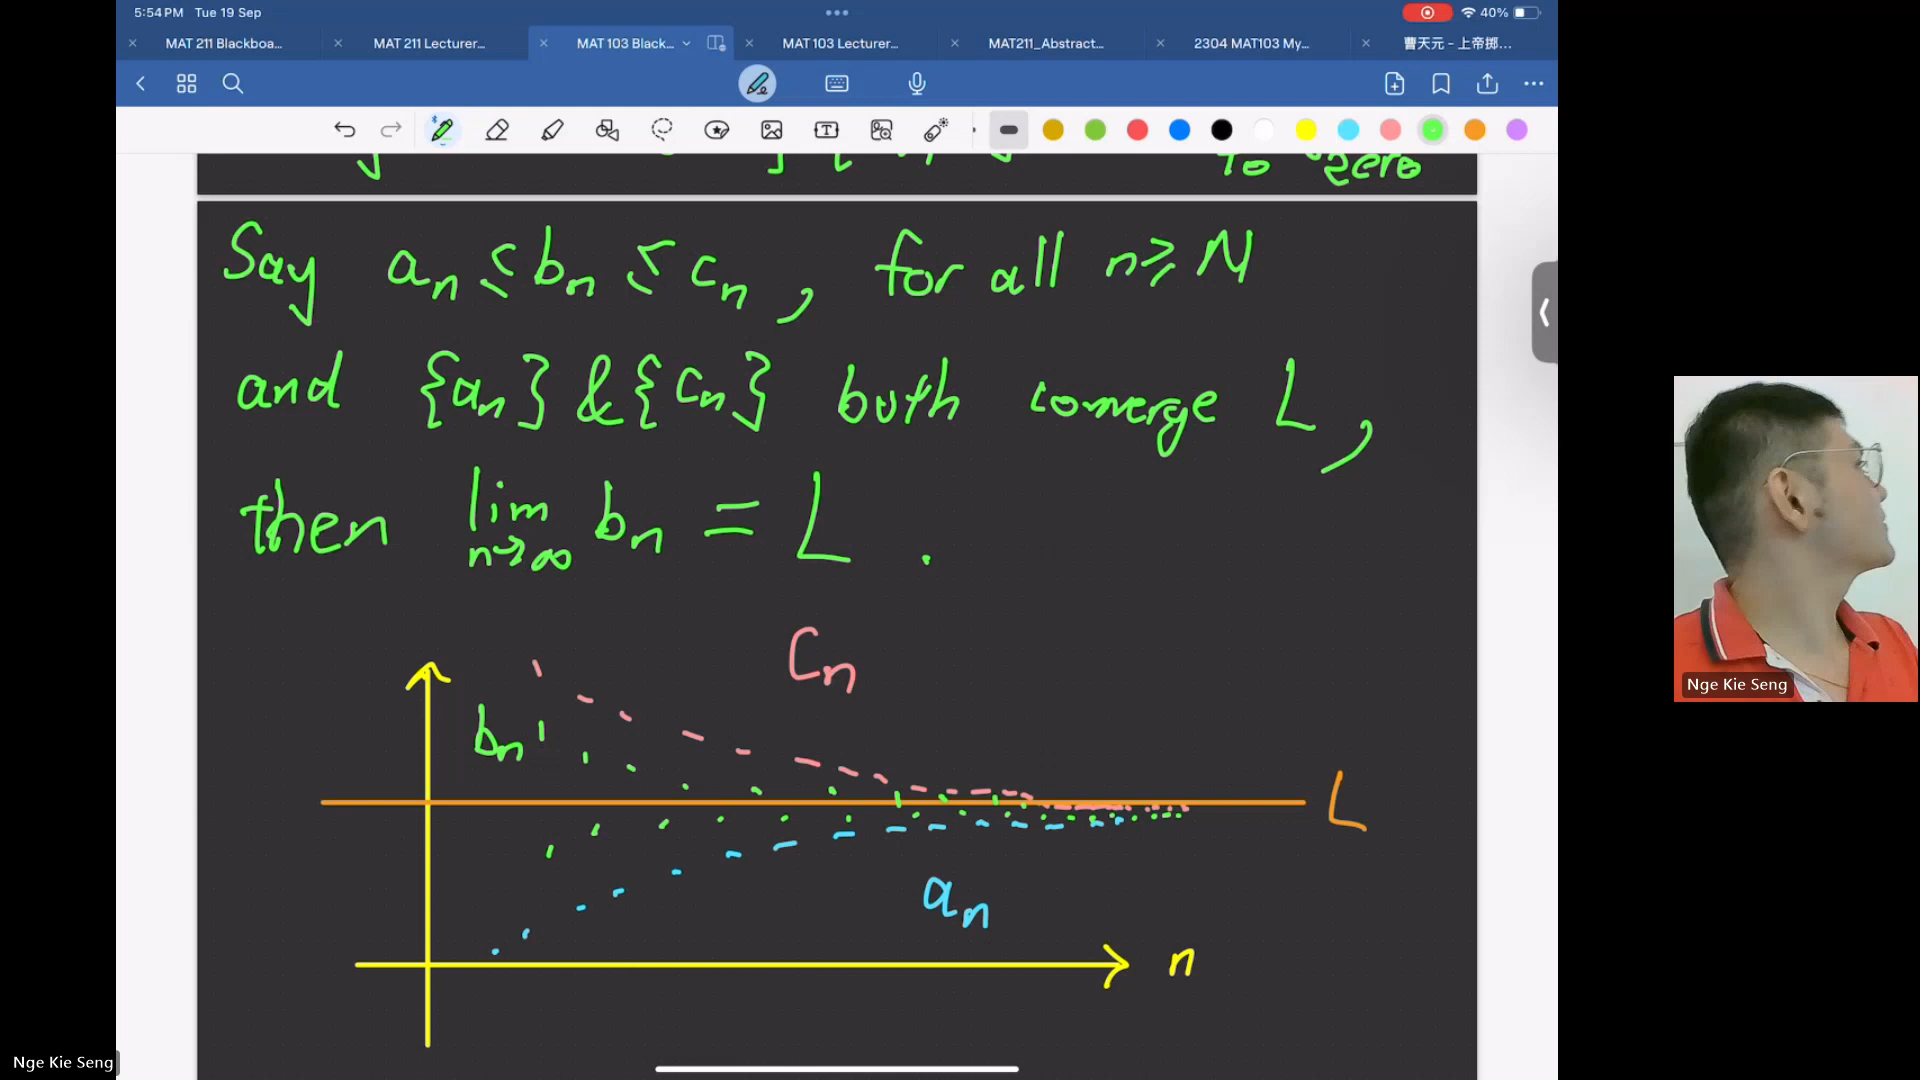 5:54 PM Tue 19 Sep
40%
MAT 211 Blackboa...
MAT 211 Lecturer...
MAT 103 Black...
MAT 103 Lecturer...
MAT211_Abstract...
2304 MAT103 My...
曹天元 - 上帝掷...
to zero
Say aₙ ≤ bₙ ≤ cₙ, for all n ≥ N
and {aₙ} & {cₙ} both converge L,
then lim n→∞ bₙ = L .
Cₙ
bₙ
L
aₙ
n
Nge Kie Seng
Nge Kie Seng